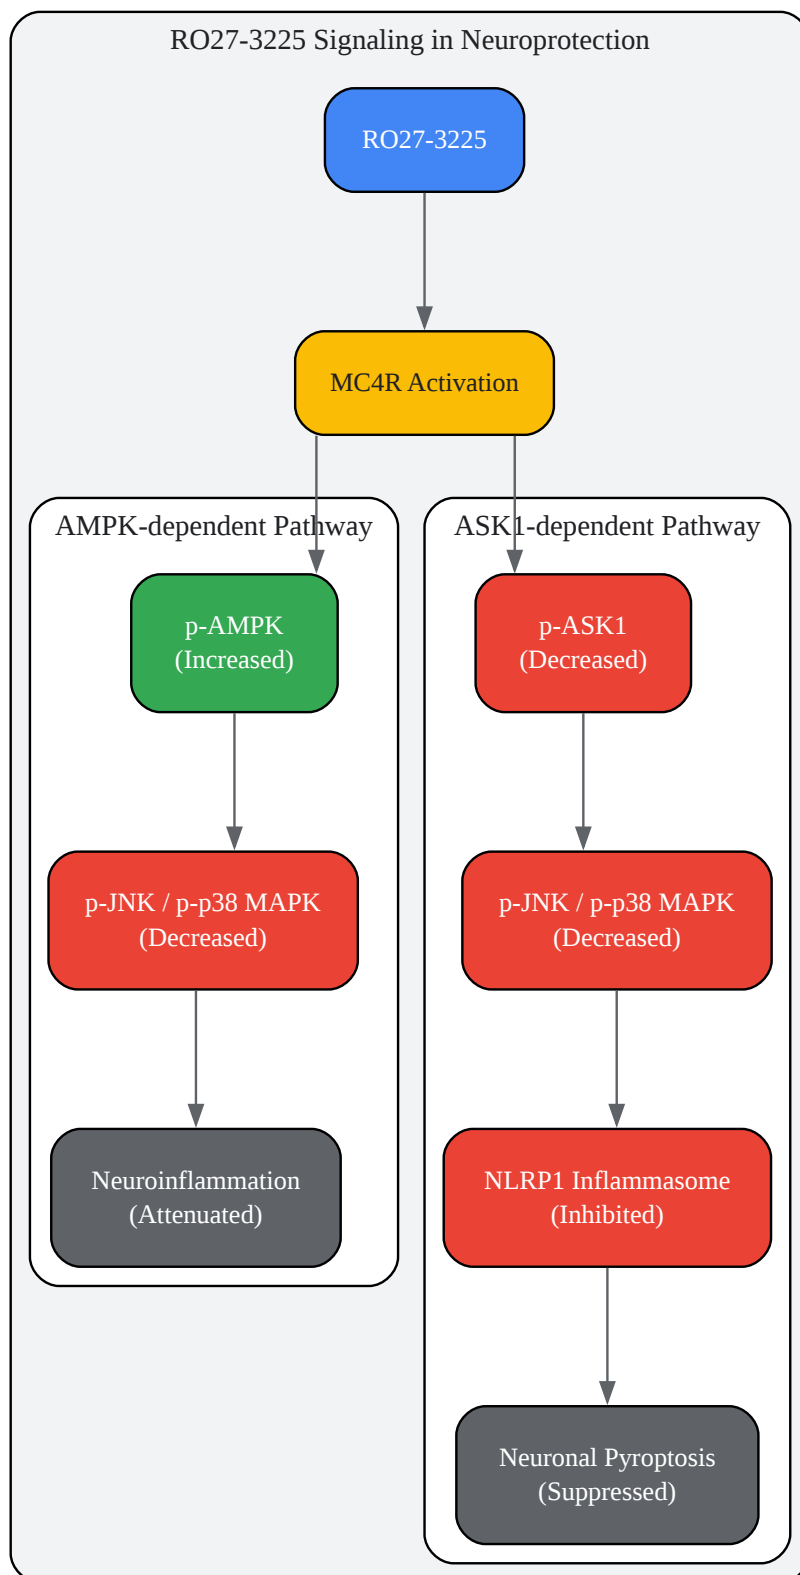 RO27-3225 Signaling in Neuroprotection
RO27-3225
MC4R Activation
AMPK-dependent Pathway
p-AMPK
(Increased)
p-JNK / p-p38 MAPK
(Decreased)
Neuroinflammation
(Attenuated)
ASK1-dependent Pathway
p-ASK1
(Decreased)
p-JNK / p-p38 MAPK
(Decreased)
NLRP1 Inflammasome
(Inhibited)
Neuronal Pyroptosis
(Suppressed)